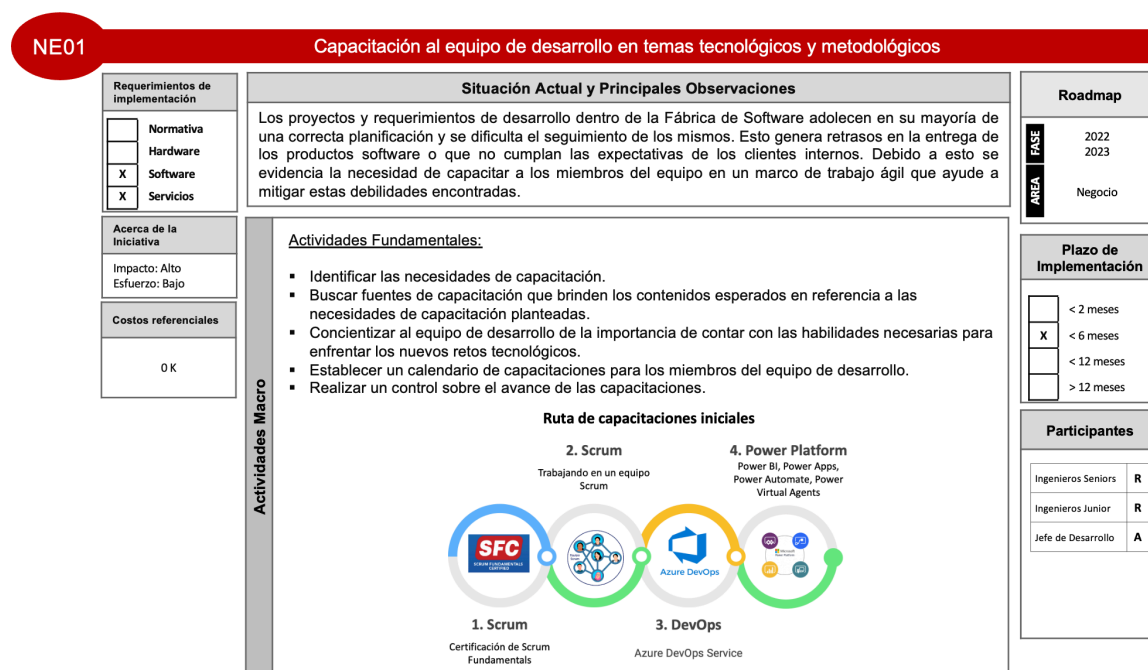 NE01
Capacitación al equipo de desarrollo en temas tecnológicos y metodológicos
Requerimientos de
implementación
Normativa
Hardware
X Software
X Servicios
Acerca de la
Iniciativa
Impacto: Alto
Esfuerzo: Bajo
Costos referenciales
0 K
Situación Actual y Principales Observaciones
Los proyectos y requerimientos de desarrollo dentro de la Fábrica de Software adolecen en su mayoría de
una correcta planificación y se dificulta el seguimiento de los mismos. Esto genera retrasos en la entrega de
los productos software o que no cumplan las expectativas de los clientes internos. Debido a esto se
evidencia la necesidad de capacitar a los miembros del equipo en un marco de trabajo ágil que ayude a
mitigar estas debilidades encontradas.
Actividades Macro
Actividades Fundamentales:
▪ Identificar las necesidades de capacitación.
▪ Buscar fuentes de capacitación que brinden los contenidos esperados en referencia a las
necesidades de capacitación planteadas.
▪ Concientizar al equipo de desarrollo de la importancia de contar con las habilidades necesarias para
enfrentar los nuevos retos tecnológicos.
▪ Establecer un calendario de capacitaciones para los miembros del equipo de desarrollo.
▪ Realizar un control sobre el avance de las capacitaciones.
Ruta de capacitaciones iniciales
2. Scrum
Trabajando en un equipo
Scrum
4. Power Platform
Power BI, Power Apps,
Power Automate, Power
Virtual Agents
SFC
SCRUM FUNDAMENTALS
CERTIFIED
Azure DevOps
1. Scrum
Certificación de Scrum
Fundamentals
3. DevOps
Azure DevOps Service
Roadmap
FASE
2022
2023
AREA
Negocio
Plazo de
Implementación
< 2 meses
X < 6 meses
< 12 meses
> 12 meses
Participantes
Ingenieros Seniors R
Ingenieros Junior R
Jefe de Desarrollo A